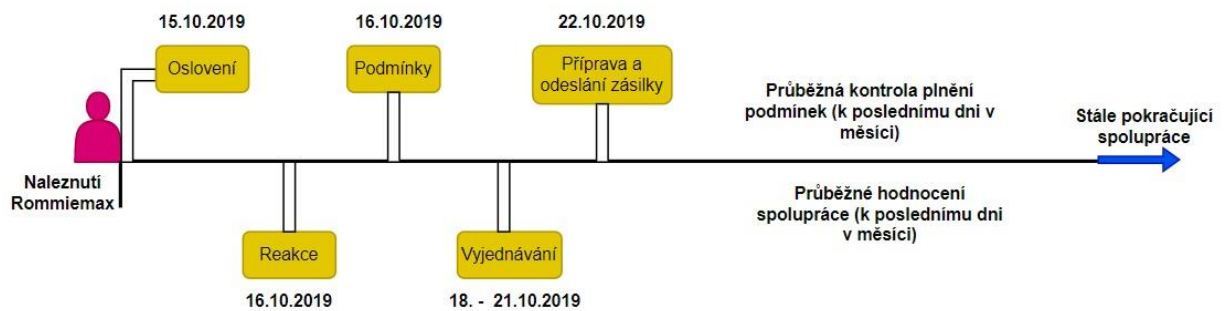 15.10.2019
16.10.2019
22.10.2019
Oslovení
Podmínky
Příprava a
odeslání zásilky
Průběžná kontrola plnění
podmínek (k poslednímu dni v
měsíci)
Stále pokračující
spolupráce
Naleznutí
Rommiemax
Průběžné hodnocení
spolupráce (k poslednímu dni
v měsíci)
Reakce
Vyjednávání
16.10.2019
18. - 21.10.2019